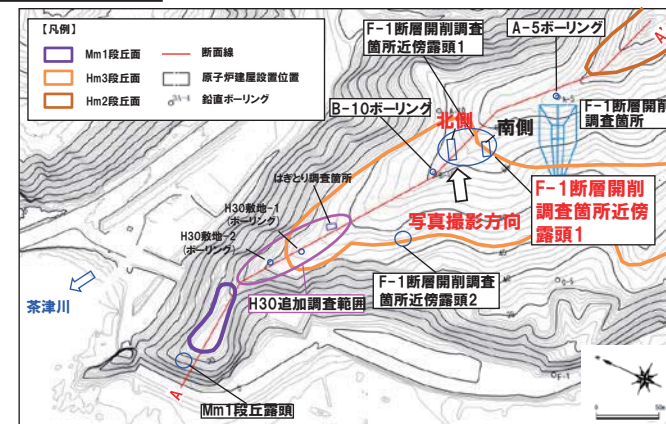 【凡例】
Mm1段丘面
断面線
Hm3段丘面
原子炉建屋設置位置
Hm2段丘面
鉛直ボーリング
F-1断層開削調査
箇所近傍露頭1
A-5ボーリング
A'
B-10ボーリング
北側
南側
F-1断層開削
調査箇所
A-5
はぎとり調査箇所
H30敷地-1
(ボーリング)
H30敷地-2
(ボーリング)
写真撮影方向
F-1断層開削
調査箇所近傍
露頭1
茶津川
H30追加調査範囲
F-1断層開削調査
箇所近傍露頭2
A
Mm1段丘露頭
F-1
0